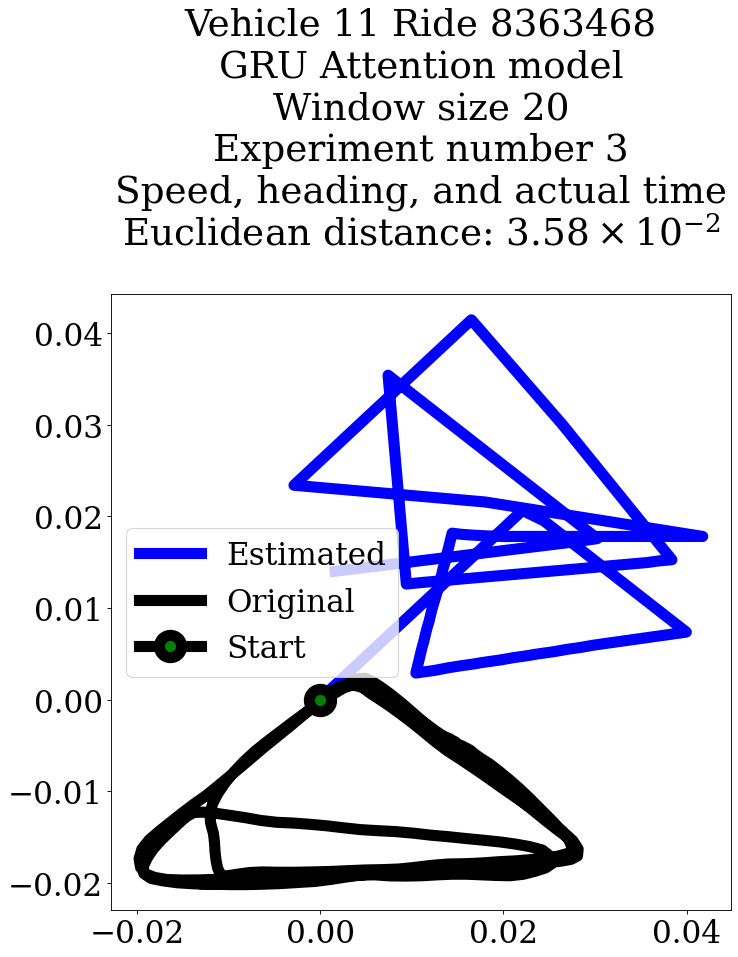 Vehicle 11 Ride 8363468
GRU Attention model
Window size 20
Experiment number 3
Speed, heading, and actual time
Euclidean distance: 3.58 × 10⁻²
0.04
0.03
0.02
0.01
0.00
−0.01
−0.02
Estimated
Original
Start
−0.02 0.00 0.02 0.04